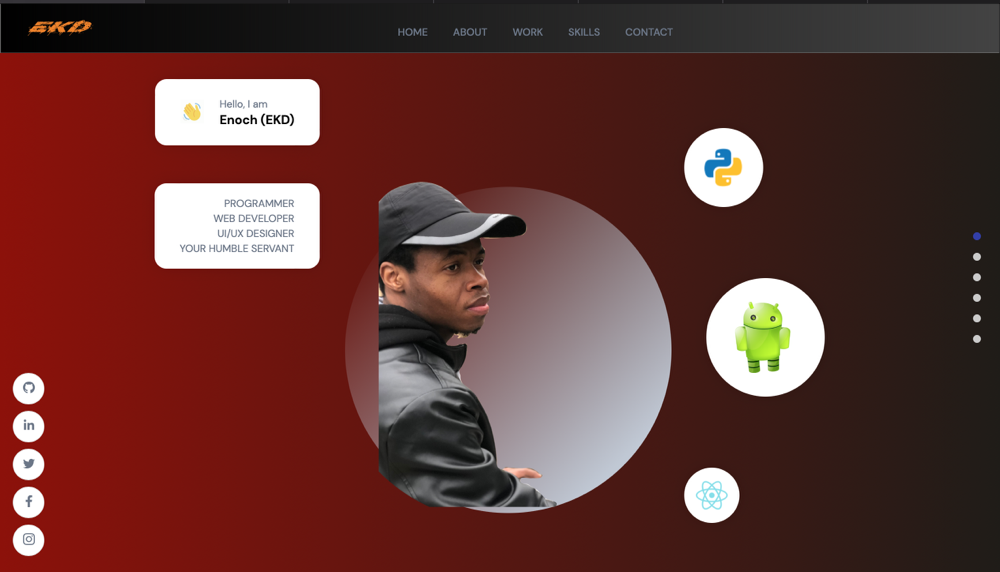 EKD
HOME ABOUT WORK SKILLS CONTACT
Hello, I am
Enoch (EKD)
PROGRAMMER
WEB DEVELOPER
UI/UX DESIGNER
YOUR HUMBLE SERVANT
in